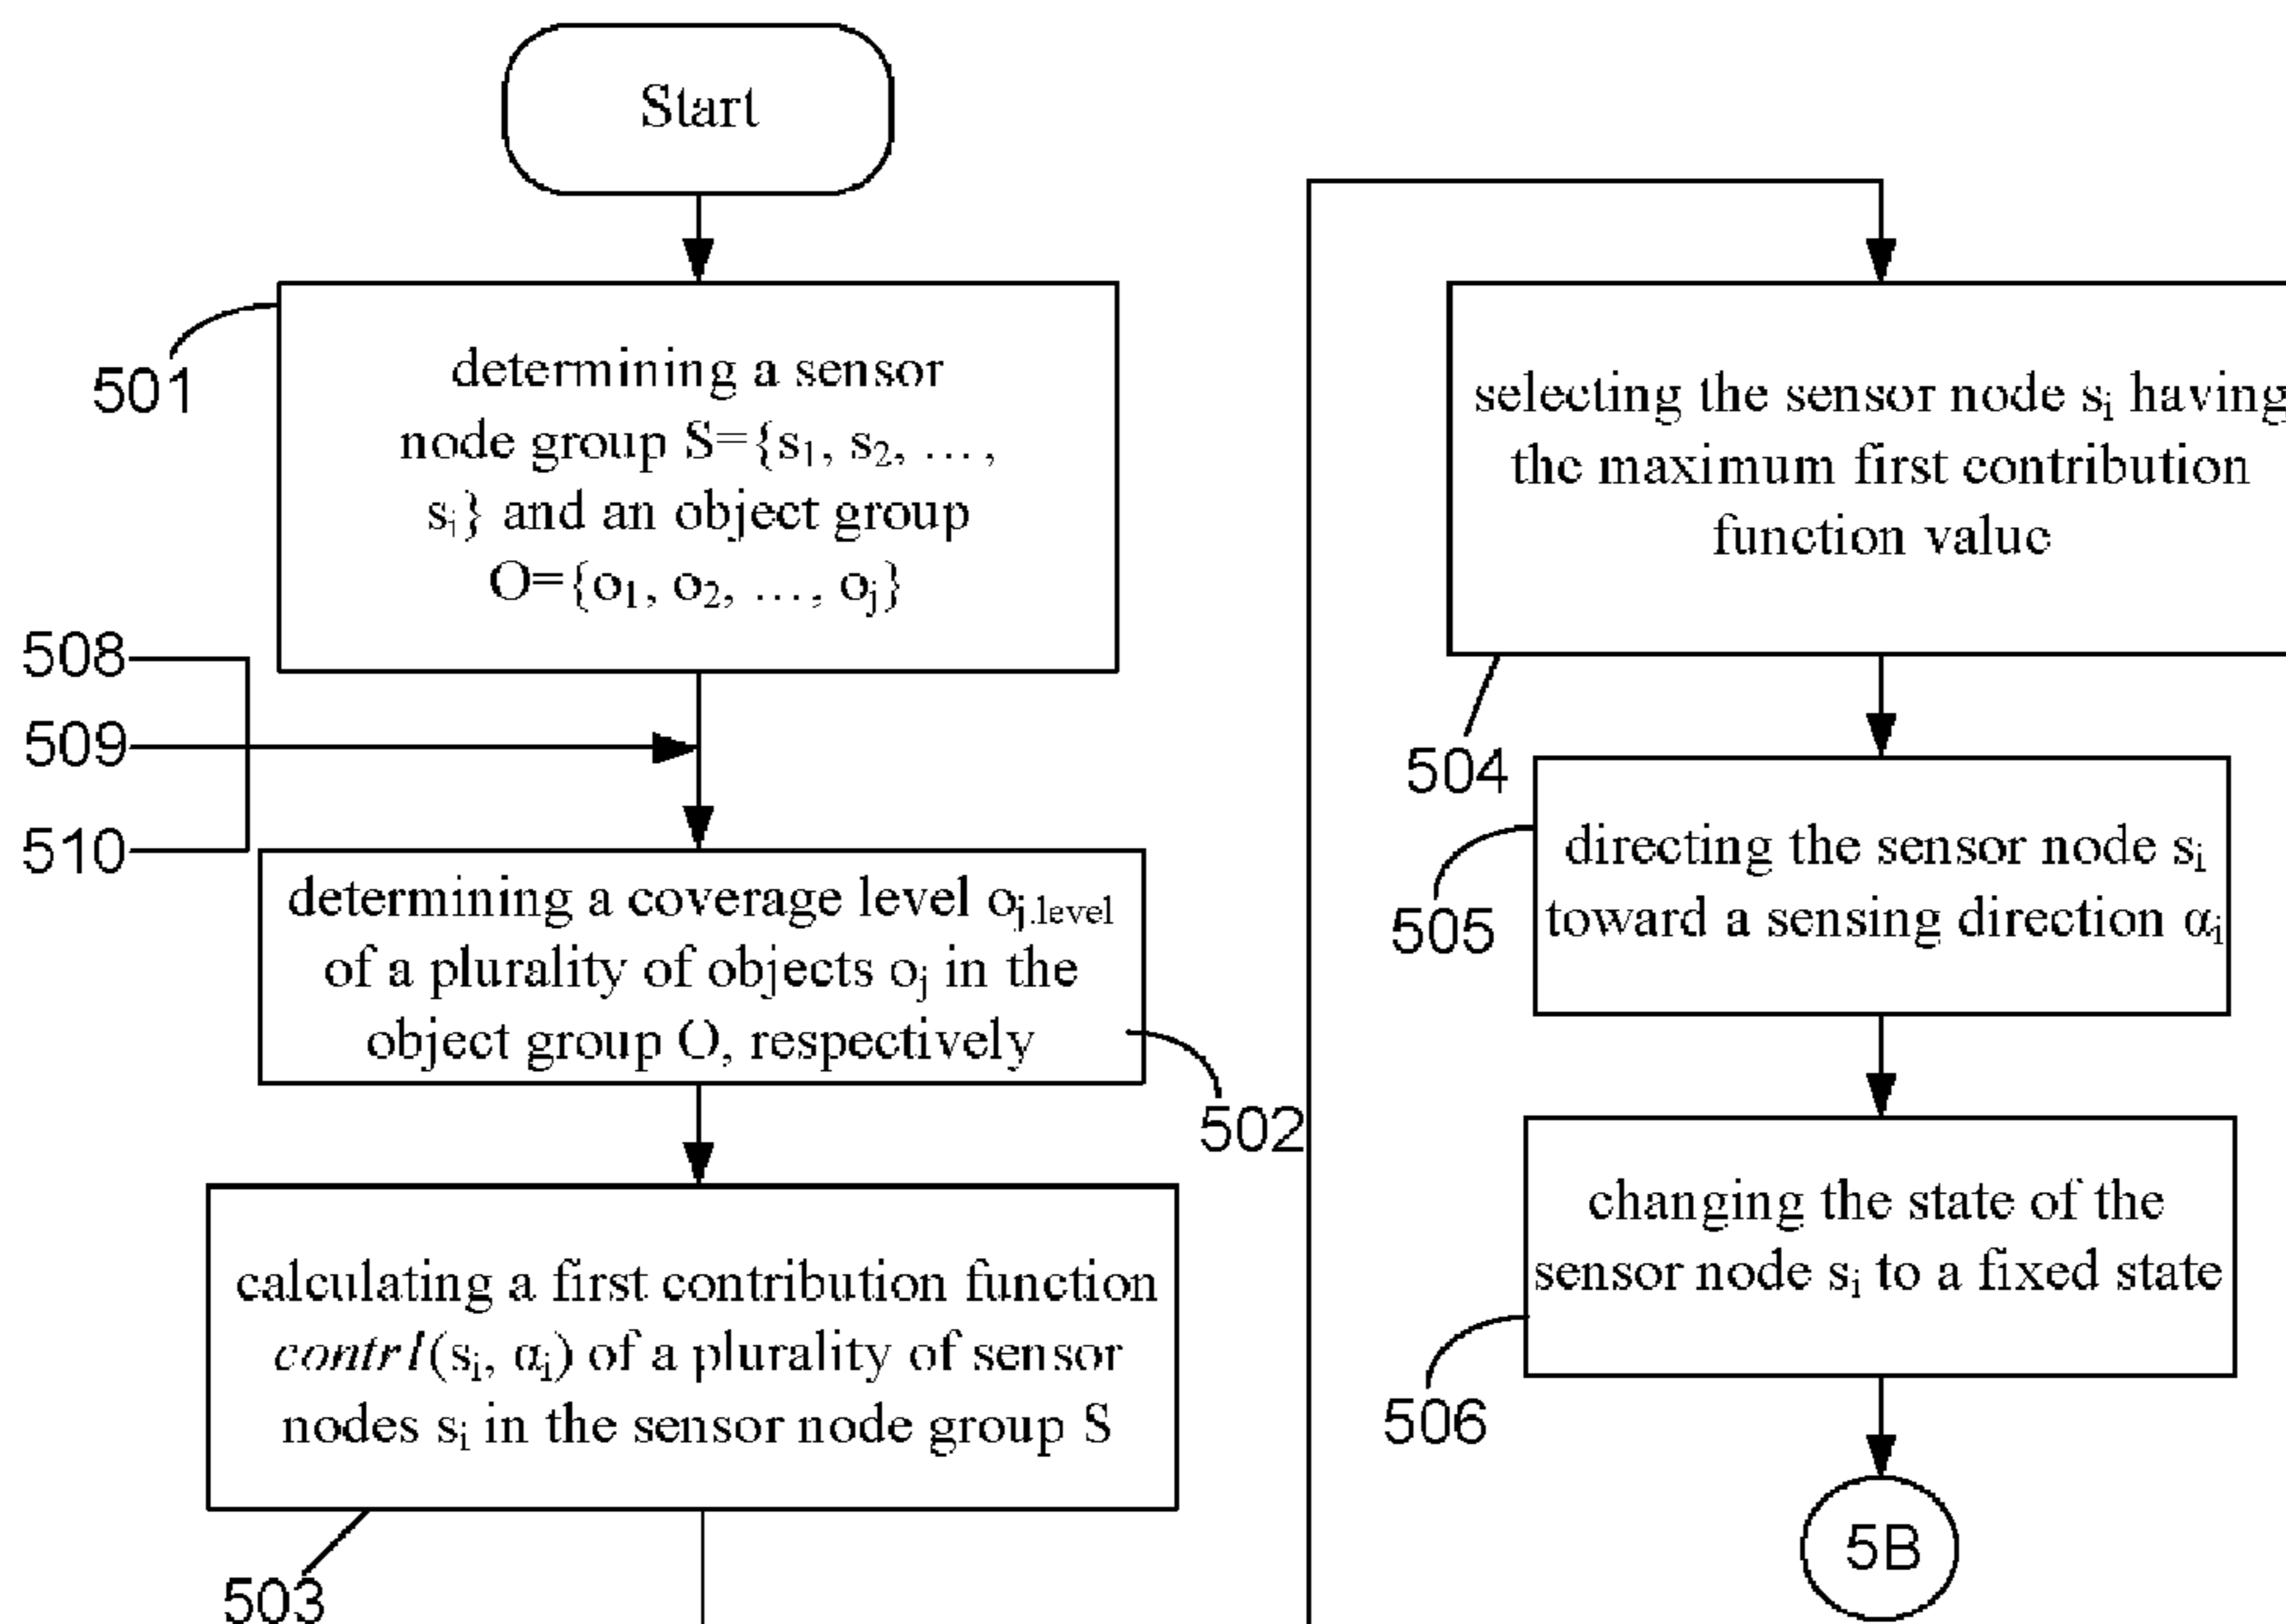 Start
501
determining a sensor
node group S={s₁, s₂, ...,
sᵢ} and an object group
O={o₁, o₂, ..., oⱼ}
508
509
510
determining a coverage level oⱼ.level
of a plurality of objects oⱼ in the
object group O, respectively
502
calculating a first contribution function
contrI(sᵢ, αᵢ) of a plurality of sensor
nodes sᵢ in the sensor node group S
503
selecting the sensor node sᵢ having
the maximum first contribution
function value
504
directing the sensor node sᵢ
toward a sensing direction αᵢ
505
changing the state of the
sensor node sᵢ to a fixed state
506
5B